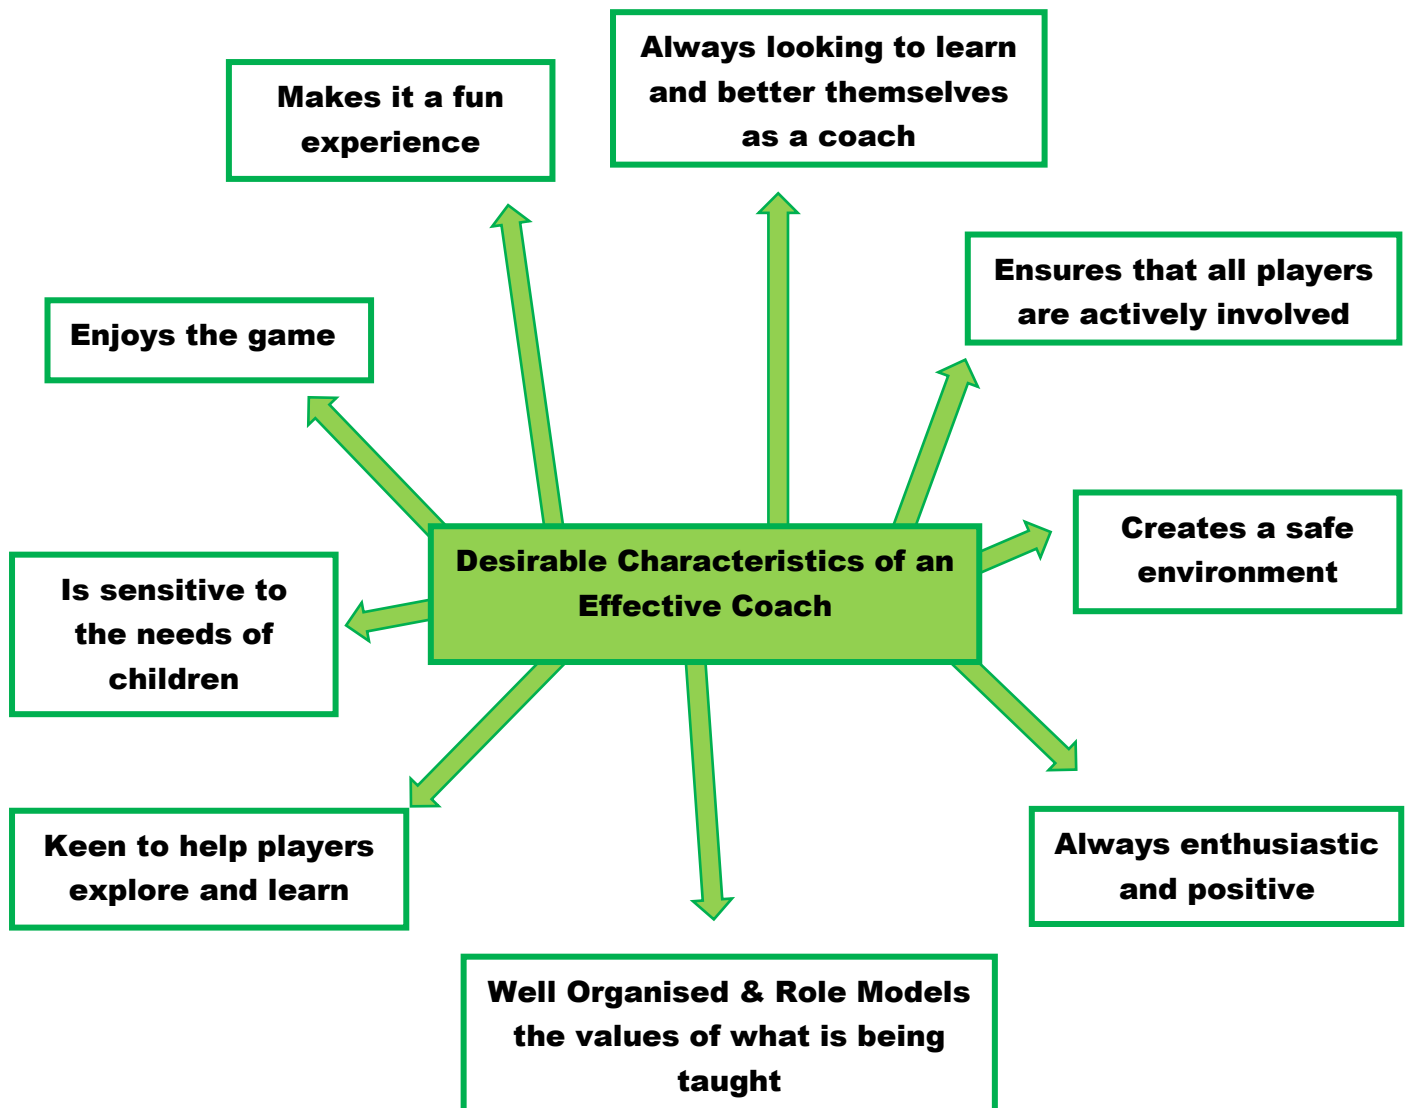 Always looking to learn
and better themselves
as a coach
Makes it a fun
experience
Ensures that all players
are actively involved
Enjoys the game
Creates a safe
environment
Desirable Characteristics of an
Effective Coach
Is sensitive to
the needs of
children
Keen to help players
explore and learn
Always enthusiastic
and positive
Well Organised & Role Models
the values of what is being
taught